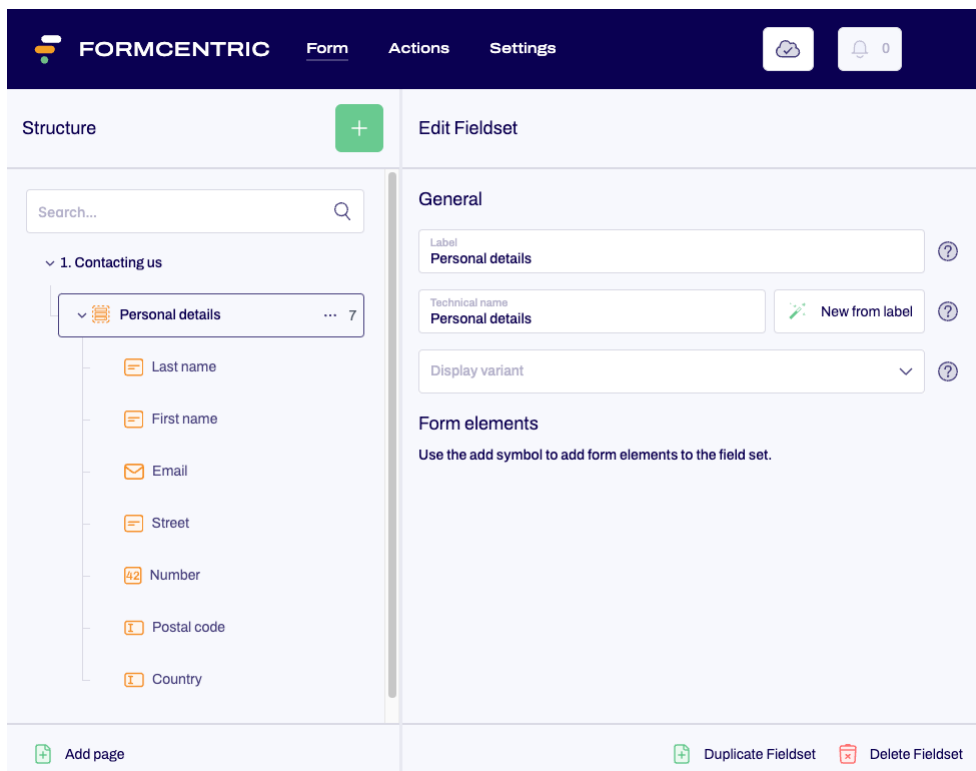 FORMCENTRIC Form Actions Settings 0
Structure
+
Edit Fieldset
Search...
1. Contacting us
Personal details ... 7
Last name
First name
Email
Street
42 Number
Postal code
Country
Add page
General
Label
Personal details
?
Technical name
Personal details
New from label
?
Display variant
?
Form elements
Use the add symbol to add form elements to the field set.
Duplicate Fieldset
Delete Fieldset